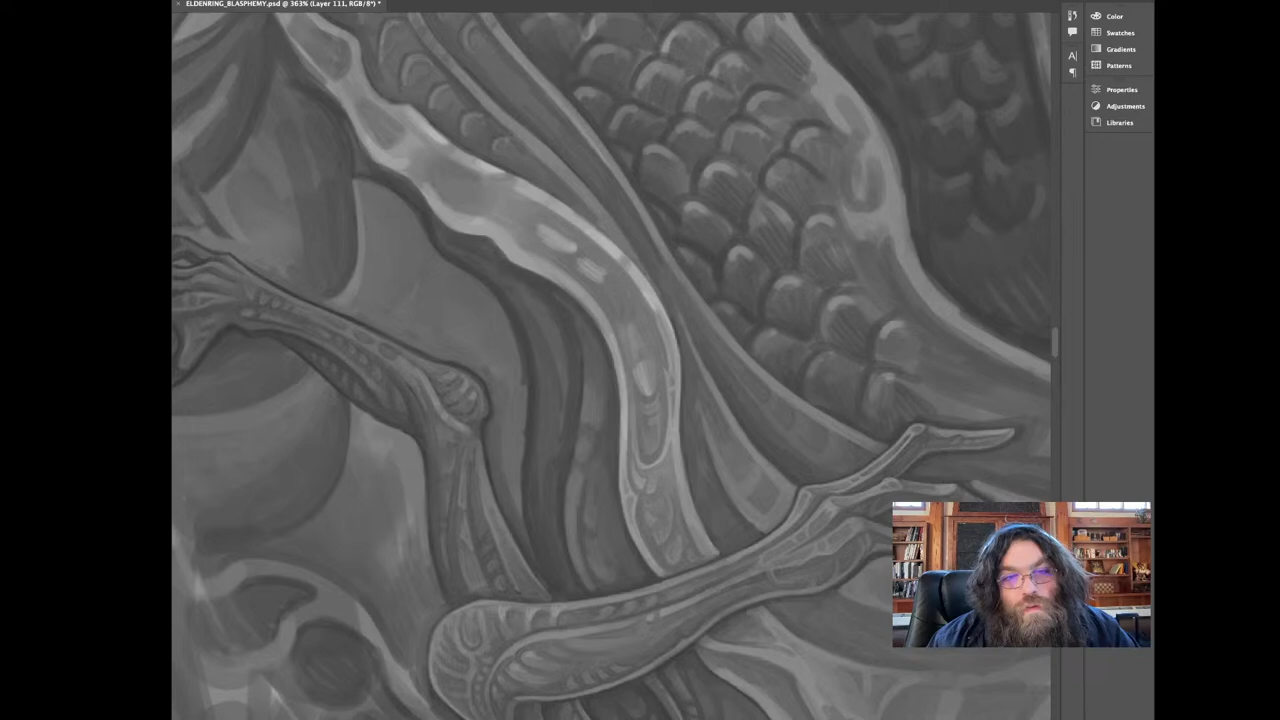 × ELDENRING_BLASPHEMY.psd @ 363% (Layer 111, RGB/8*) *
Color
Swatches
Gradients
Patterns
Properties
Adjustments
Libraries